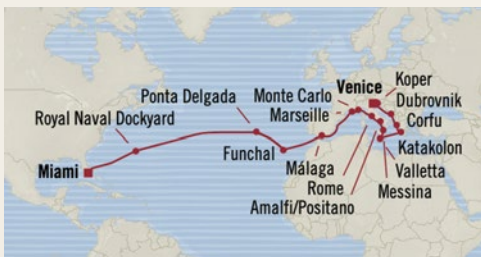 Monte Carlo
Venice
Koper
Ponta Delgada
Marseille
Dubrovnik
Royal Naval Dockyard
Corfu
Funchal
Katakolon
Miami
Málaga
Valletta
Rome
Messina
Amalfi/Positano